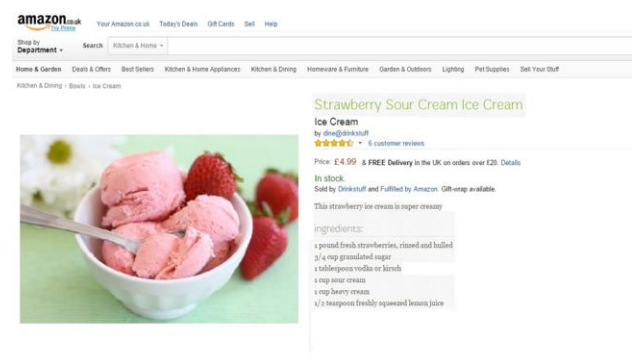 amazon.co.uk
Try Prime
Your Amazon.co.uk Today's Deals Gift Cards Sell Help
Shop by
Department
Search Kitchen & Home
Home & Garden Deals & Offers Best Sellers Kitchen & Home Appliances Kitchen & Dining Homeware & Furniture Garden & Outdoors Lighting Pet Supplies Sell Your Stuff
Kitchen & Dining › Bowls › Ice Cream
Strawberry Sour Cream Ice Cream
Ice Cream
by dine@drinkstuff
6 customer reviews
Price: £4.99 & FREE Delivery in the UK on orders over £20. Details
In stock.
Sold by Drinkstuff and Fulfilled by Amazon. Gift-wrap available.
This strawberry ice cream is super creamy
ingredients:
1 pound fresh strawberries, rinsed and hulled
3/4 cup granulated sugar
1 tablespoon vodka or kirsch
1 cup sour cream
1 cup heavy cream
1/2 teaspoon freshly squeezed lemon juice